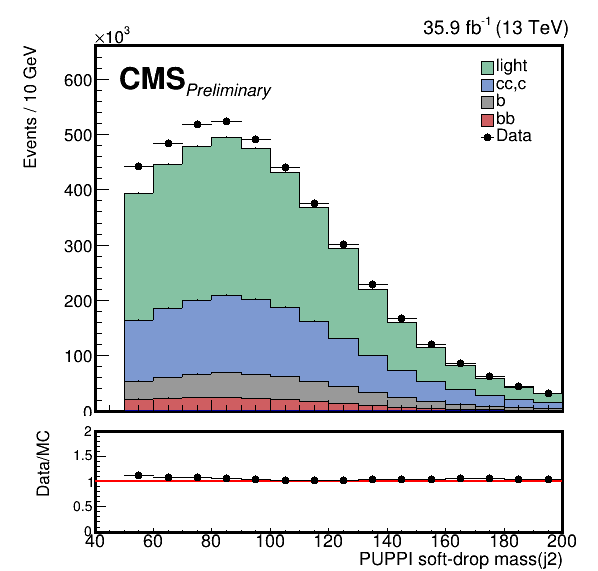 ×10³
35.9 fb⁻¹ (13 TeV)
Events / 10 GeV
CMS Preliminary
light
cc,c
b
bb
Data
600
500
400
300
200
100
0
Data/MC
2
1.5
1
0.5
0
40 60 80 100 120 140 160 180 200
PUPPI soft-drop mass(j2)